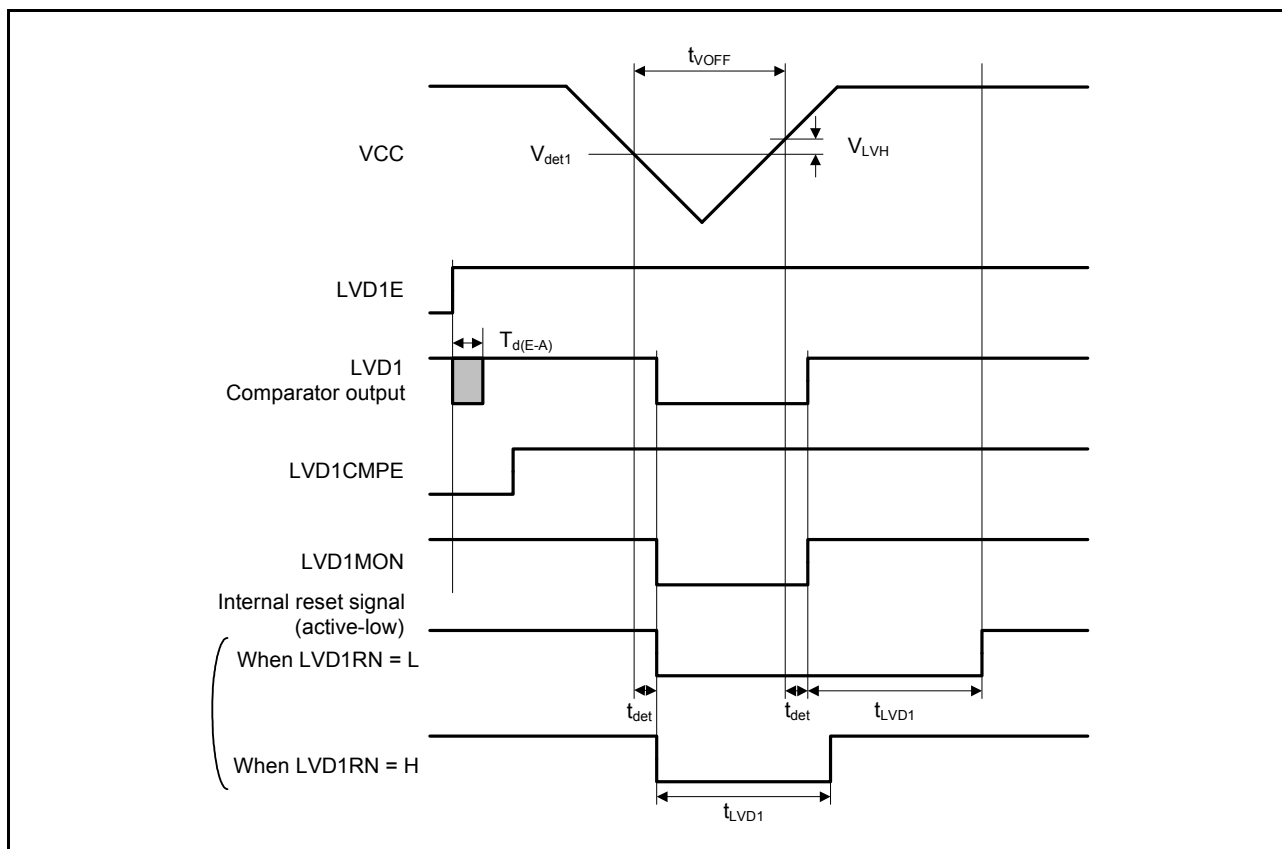 tVOFF
VCC
Vdet1
VLVH
LVD1E
Td(E-A)
LVD1
Comparator output
LVD1CMPE
LVD1MON
Internal reset signal
(active-low)
When LVD1RN = L
tdet
tdet
tLVD1
When LVD1RN = H
tLVD1